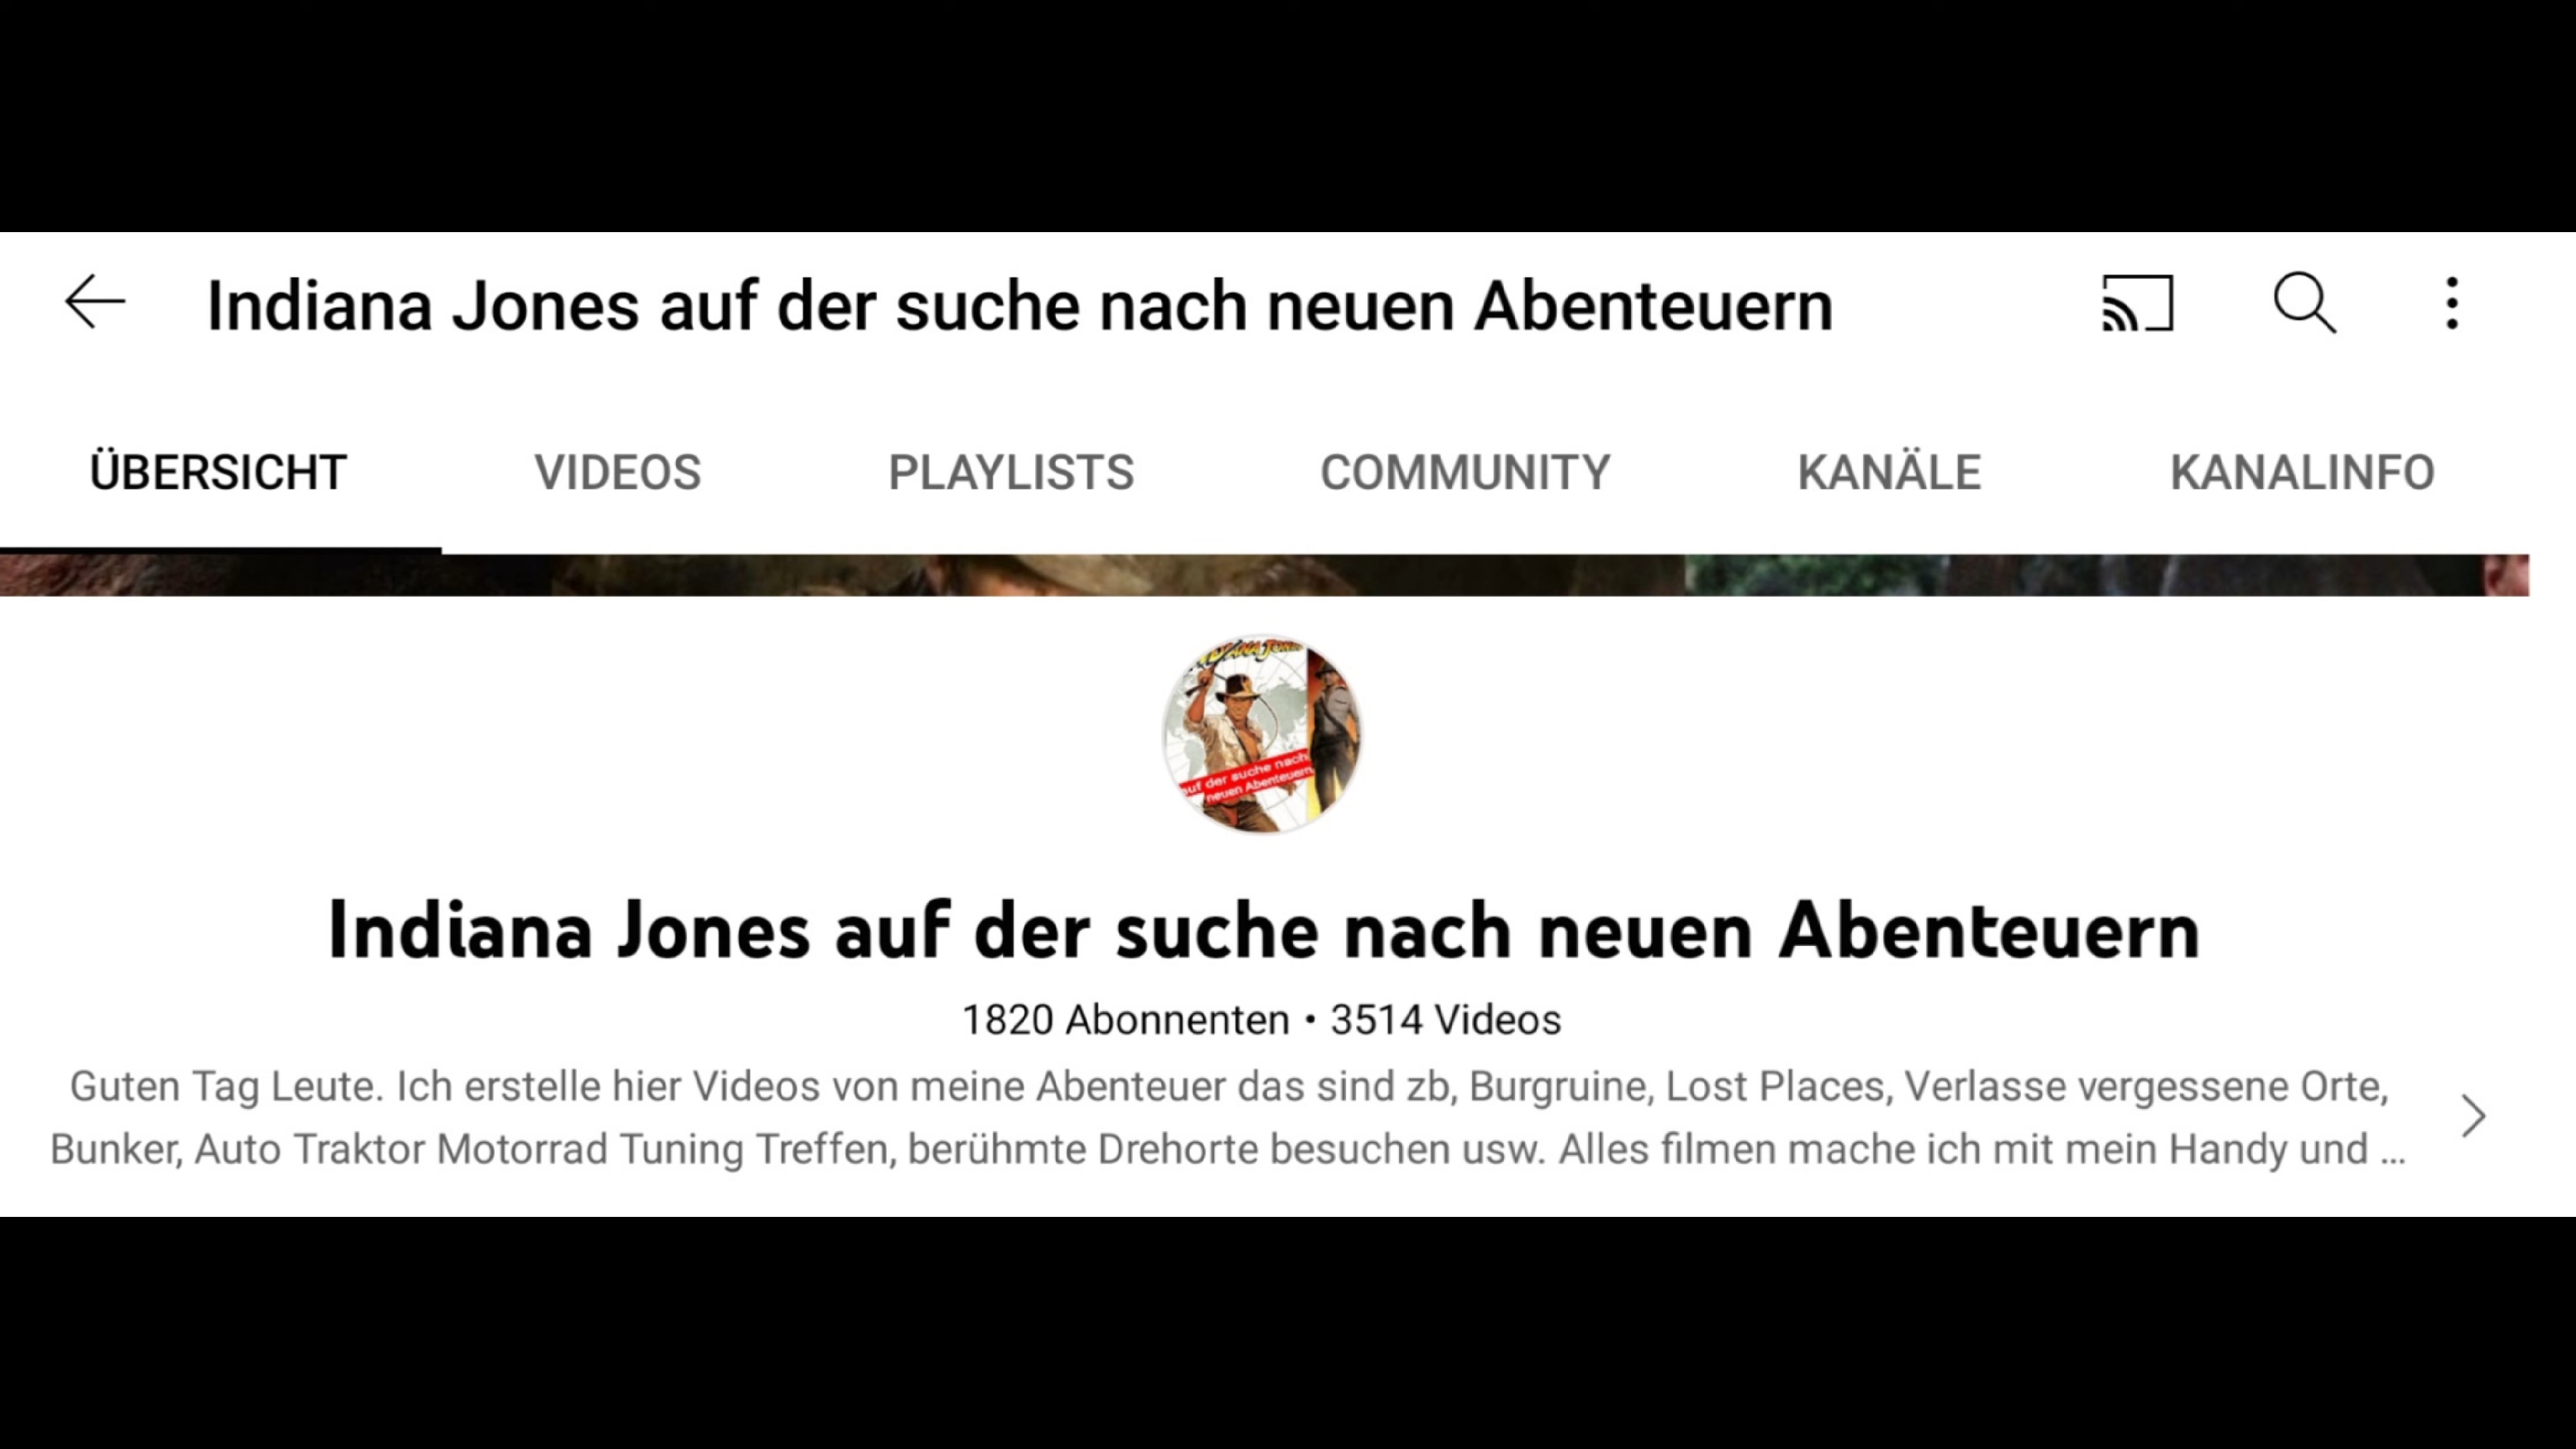 Indiana Jones auf der suche nach neuen Abenteuern
ÜBERSICHT VIDEOS PLAYLISTS COMMUNITY KANÄLE KANALINFO
INDIANA JONES
auf der suche nach
neuen Abenteuern
Indiana Jones auf der suche nach neuen Abenteuern
1820 Abonnenten • 3514 Videos
Guten Tag Leute. Ich erstelle hier Videos von meine Abenteuer das sind zb, Burgruine, Lost Places, Verlasse vergessene Orte,
Bunker, Auto Traktor Motorrad Tuning Treffen, berühmte Drehorte besuchen usw. Alles filmen mache ich mit mein Handy und ...